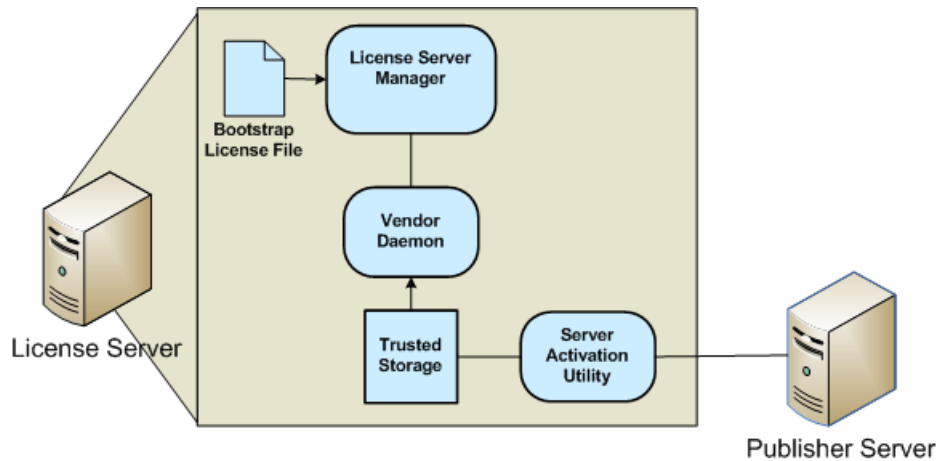 License Server
Manager
Bootstrap
License File
Vendor
Daemon
Trusted
Storage
Server
Activation
Utility
License Server
Publisher Server